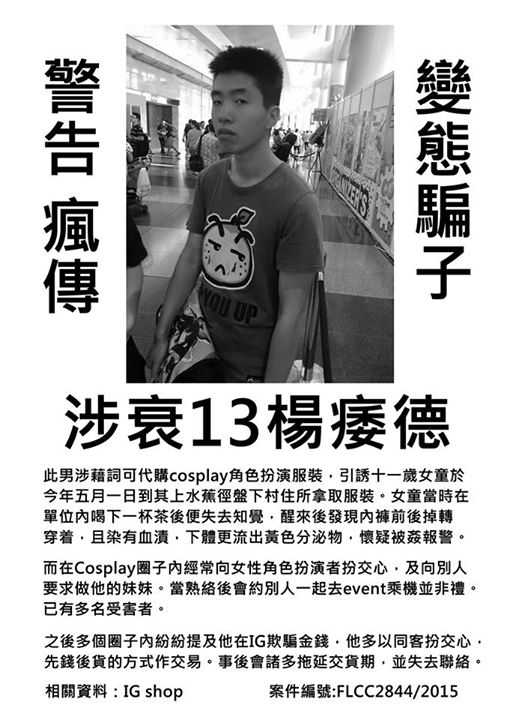 警告 瘋傳
變態騙子
YOU UP
涉衰13楊痿德
此男涉藉詞可代購cosplay角色扮演服裝，引誘十一歲女童於
今年五月一日到其上水蕉徑盤下村住所拿取服裝。女童當時在
單位內喝下一杯茶後便失去知覺，醒來後發現內褲前後掉轉
穿着，且染有血漬，下體更流出黃色分泌物，懷疑被姦報警。
而在Cosplay圈子內經常向女性角色扮演者扮交心，及向別人
要求做他的妹妹。當熟絡後會約別人一起去event乘機並非禮。
已有多名受害者。
之後多個圈子內紛紛提及他在IG欺騙金錢，他多以同客扮交心，
先錢後貨的方式作交易。事後會諸多拖延交貨期，並失去聯絡。
相關資料：IG shop
案件編號:FLCC2844/2015